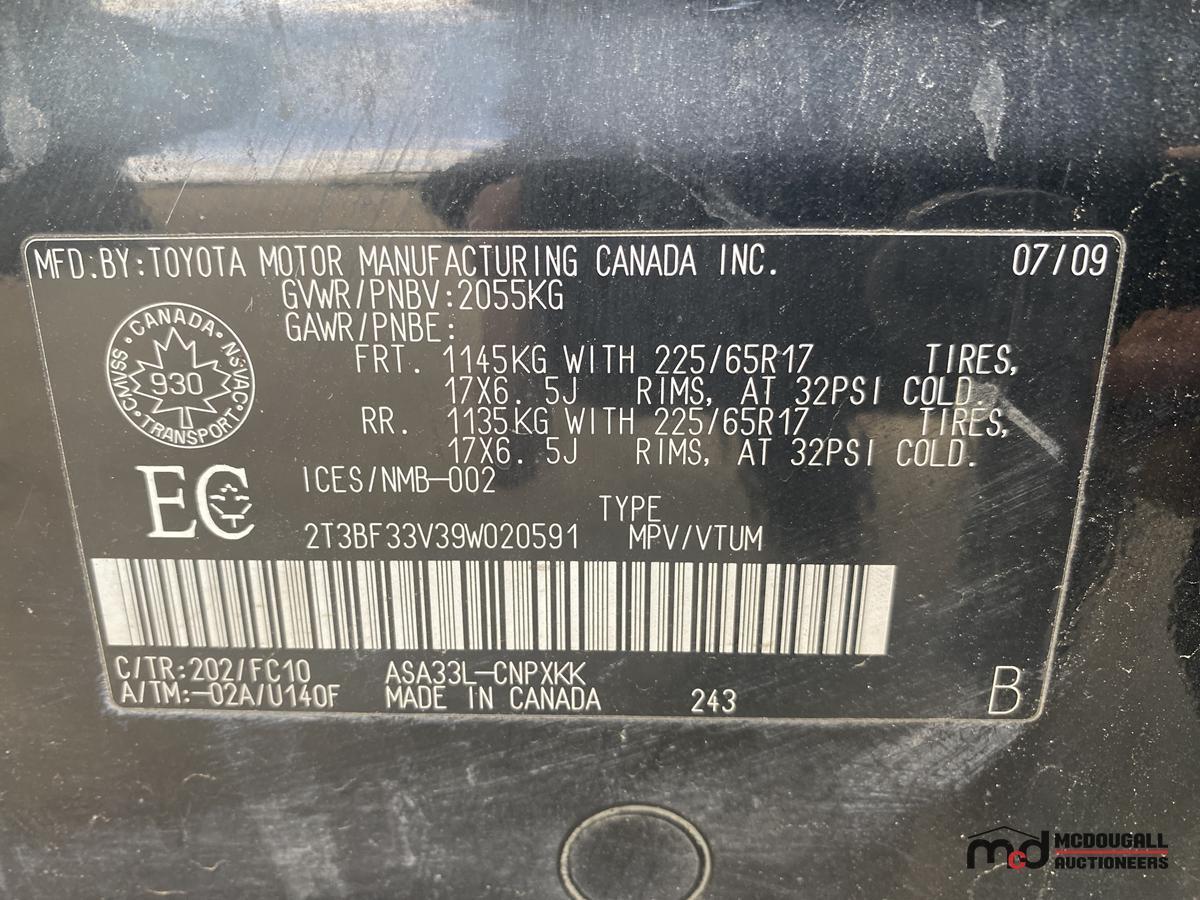 MFD.BY:TOYOTA MOTOR MANUFACTURING CANADA INC. 07/09
GVWR/PNBV:2055KG
GAWR/PNBE:
FRT. 1145KG WITH 225/65R17 TIRES,
17X6.5J RIMS, AT 32PSI COLD.
RR. 1135KG WITH 225/65R17 TIRES,
17X6.5J RIMS, AT 32PSI COLD.
CANADA
CMVSS 930 NSVAC
TRANSPORT
EC
ICES/NMB-002
TYPE
2T3BF33V39W020591 MPV/VTUM
C/TR:202/FC10 ASA33L-CNPXKK
A/TM:-02A/U140F MADE IN CANADA 243 B
mcd MCDOUGALL
AUCTIONEERS